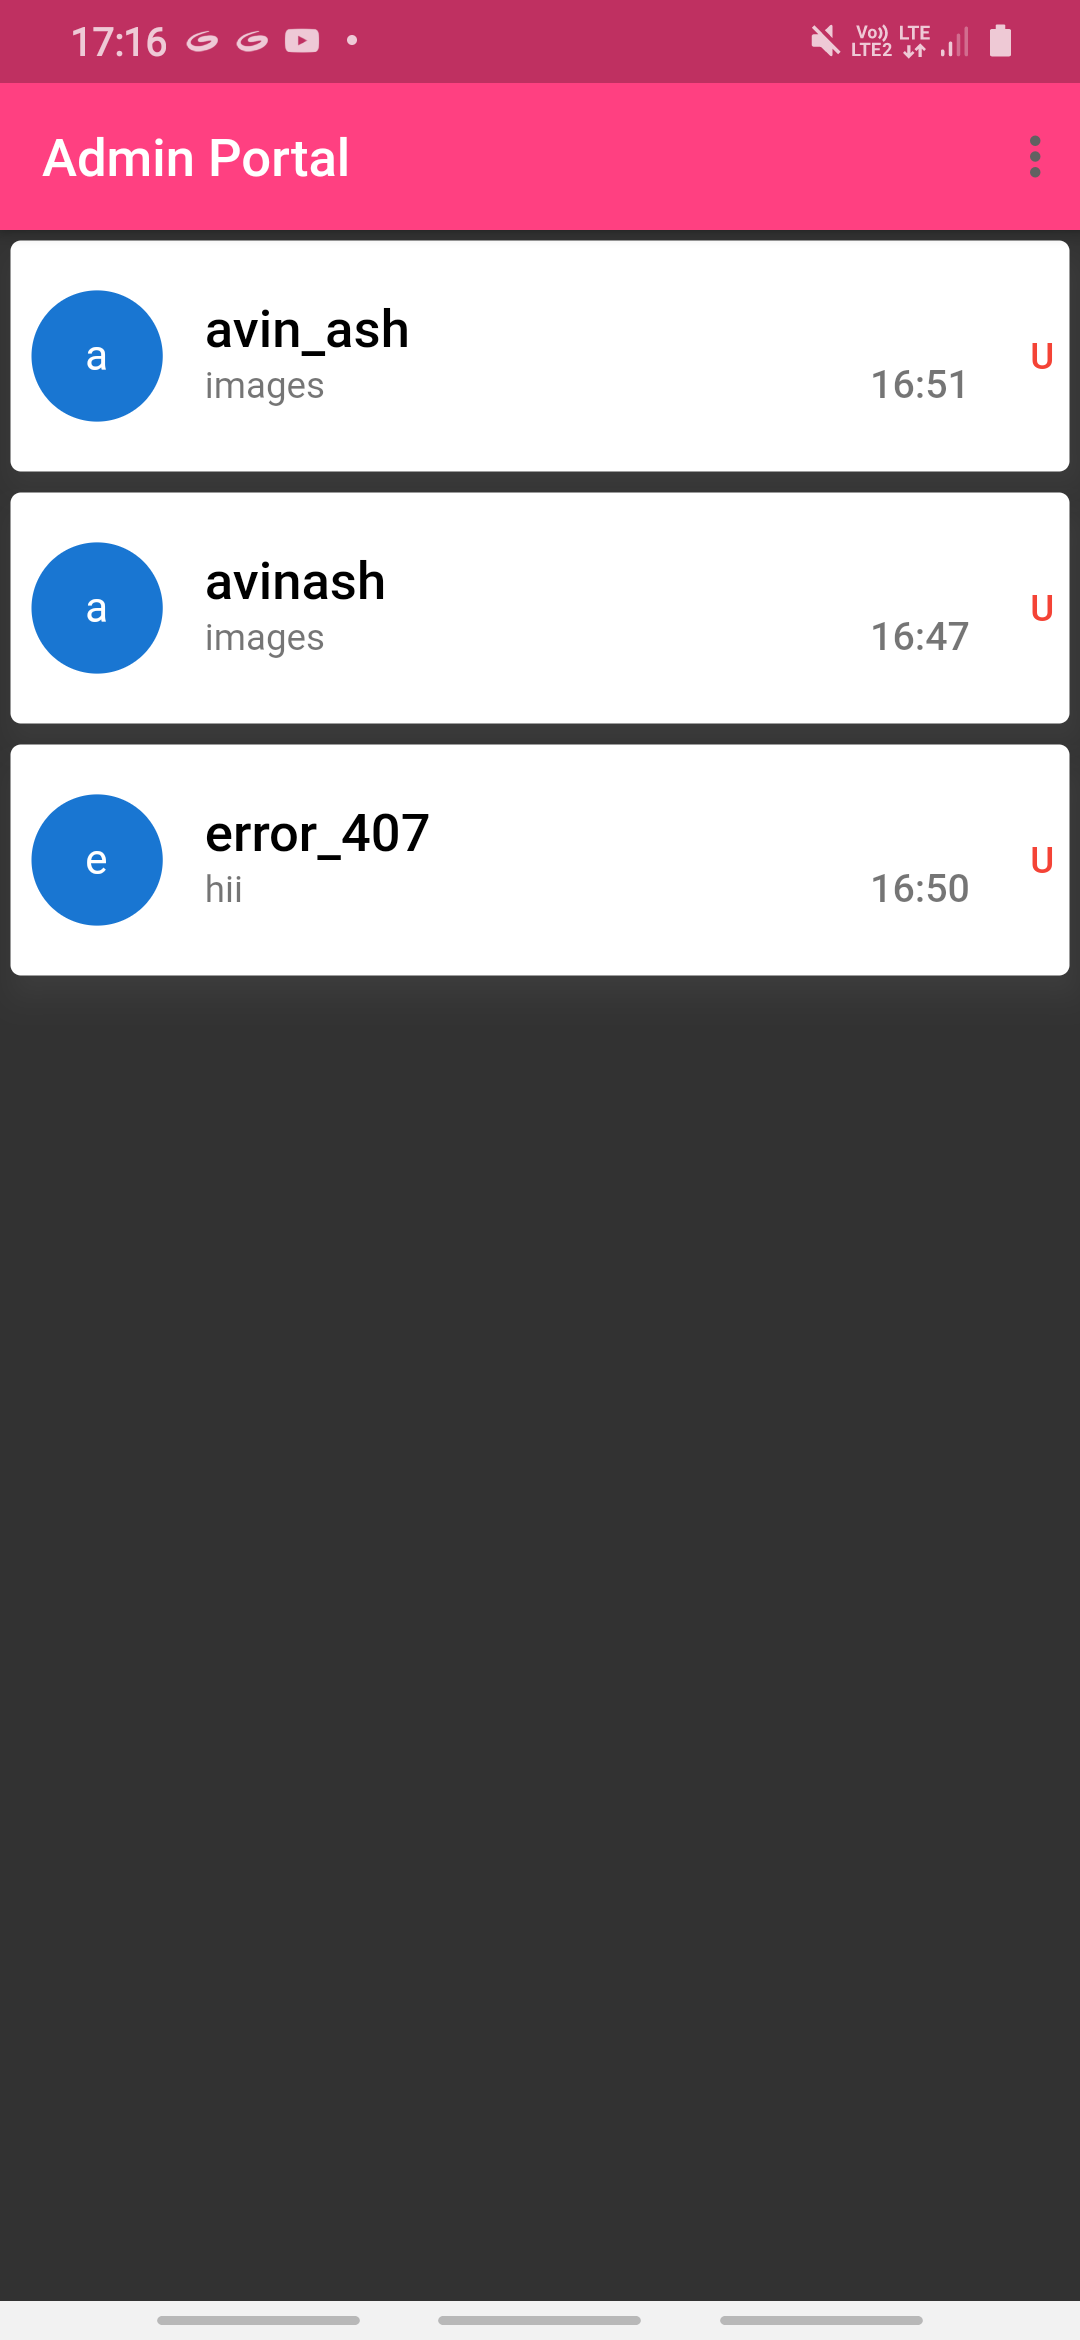 17:16
Vo)) LTE
LTE2
Admin Portal
a
avin_ash
images
16:51
U
a
avinash
images
16:47
U
e
error_407
hii
16:50
U